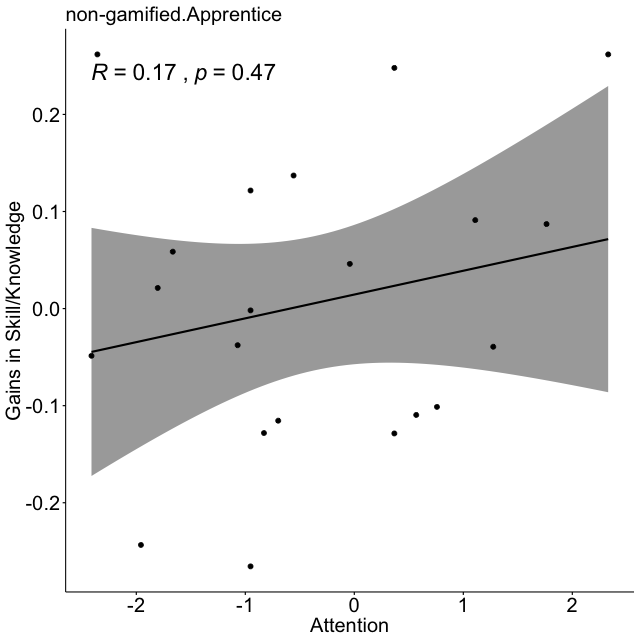 non-gamified.Apprentice
R = 0.17 , p = 0.47
Gains in Skill/Knowledge
0.2
0.1
0.0
-0.1
-0.2
-2 -1 0 1 2
Attention